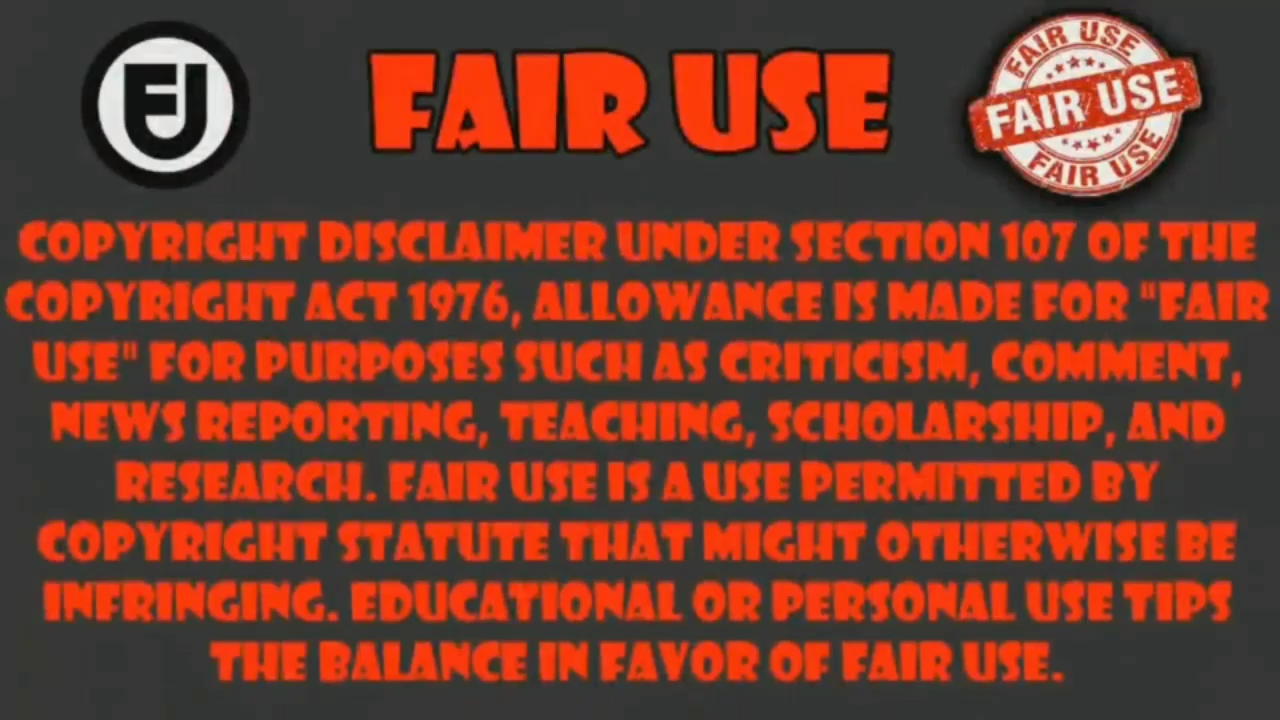 FJ
FAIR USE
FAIR USE
FAIR USE
FAIR USE
COPYRIGHT DISCLAIMER UNDER SECTION 107 OF THE
COPYRIGHT ACT 1976, ALLOWANCE IS MADE FOR "FAIR
USE" FOR PURPOSES SUCH AS CRITICISM, COMMENT,
NEWS REPORTING, TEACHING, SCHOLARSHIP, AND
RESEARCH. FAIR USE IS A USE PERMITTED BY
COPYRIGHT STATUTE THAT MIGHT OTHERWISE BE
INFRINGING. EDUCATIONAL OR PERSONAL USE TIPS
THE BALANCE IN FAVOR OF FAIR USE.